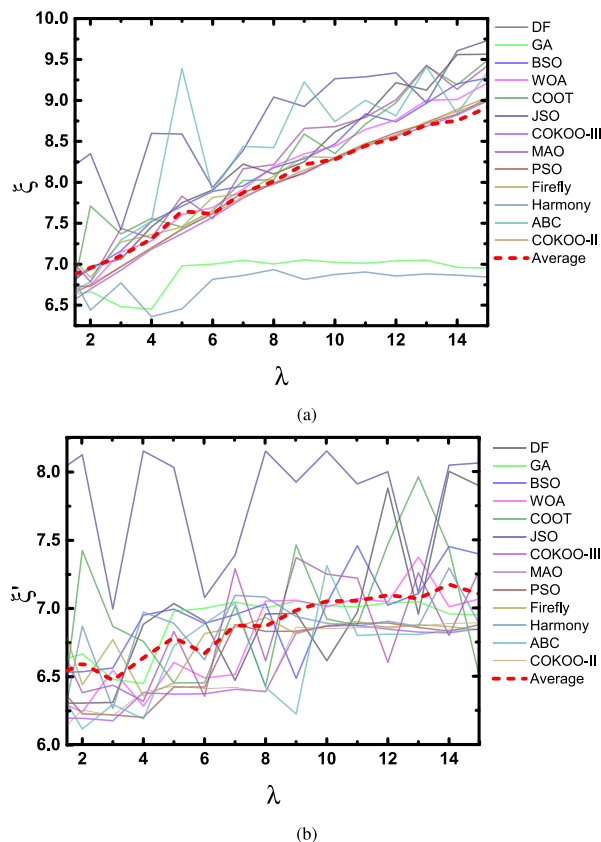 10.0
9.5
9.0
8.5
8.0
7.5
7.0
6.5
ξ
2
4
6
8
10
12
14
λ
DF
GA
BSO
WOA
COOT
JSO
COKOO-III
MAO
PSO
Firefly
Harmony
ABC
COKOO-II
Average
(a)
8.0
7.5
7.0
6.5
6.0
ξ'
2
4
6
8
10
12
14
λ
DF
GA
BSO
WOA
COOT
JSO
COKOO-III
MAO
PSO
Firefly
Harmony
ABC
COKOO-II
Average
(b)